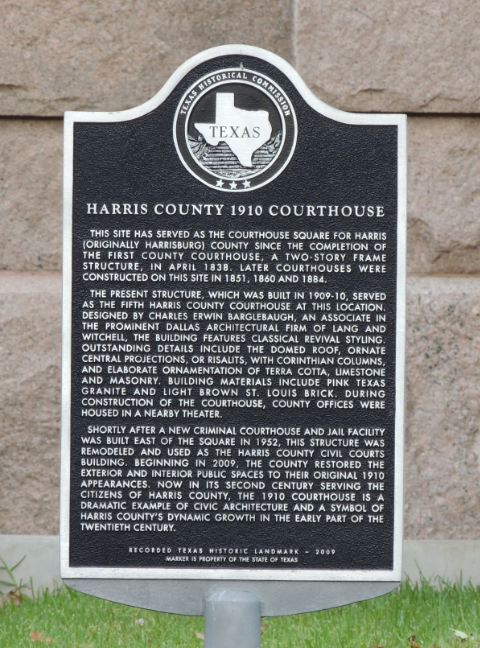 TEXAS HISTORICAL COMMISSION
TEXAS
HARRIS COUNTY 1910 COURTHOUSE
THIS SITE HAS SERVED AS THE COURTHOUSE SQUARE FOR HARRIS
(ORIGINALLY HARRISBURG) COUNTY SINCE THE COMPLETION OF
THE FIRST COUNTY COURTHOUSE, A TWO-STORY FRAME
STRUCTURE, IN APRIL 1838. LATER COURTHOUSES WERE
CONSTRUCTED ON THIS SITE IN 1851, 1860 AND 1884.
THE PRESENT STRUCTURE, WHICH WAS BUILT IN 1909-10, SERVED
AS THE FIFTH HARRIS COUNTY COURTHOUSE AT THIS LOCATION.
DESIGNED BY CHARLES ERWIN BARGLEBAUGH, AN ASSOCIATE IN
THE PROMINENT DALLAS ARCHITECTURAL FIRM OF LANG AND
WITCHELL, THE BUILDING FEATURES CLASSICAL REVIVAL STYLING.
OUTSTANDING DETAILS INCLUDE THE DOMED ROOF, ORNATE
CENTRAL PROJECTIONS, OR RISALITS, WITH CORINTHIAN COLUMNS,
AND ELABORATE ORNAMENTATION OF TERRA COTTA, LIMESTONE
AND MASONRY. BUILDING MATERIALS INCLUDE PINK TEXAS
GRANITE AND LIGHT BROWN ST. LOUIS BRICK. DURING
CONSTRUCTION OF THE COURTHOUSE, COUNTY OFFICES WERE
HOUSED IN A NEARBY THEATER.
SHORTLY AFTER A NEW CRIMINAL COURTHOUSE AND JAIL FACILITY
WAS BUILT EAST OF THE SQUARE IN 1952, THIS STRUCTURE WAS
REMODELED AND USED AS THE HARRIS COUNTY CIVIL COURTS
BUILDING. BEGINNING IN 2009, THE COUNTY RESTORED THE
EXTERIOR AND INTERIOR PUBLIC SPACES TO THEIR ORIGINAL 1910
APPEARANCES. NOW IN ITS SECOND CENTURY SERVING THE
CITIZENS OF HARRIS COUNTY, THE 1910 COURTHOUSE IS A
DRAMATIC EXAMPLE OF CIVIC ARCHITECTURE AND A SYMBOL OF
HARRIS COUNTY'S DYNAMIC GROWTH IN THE EARLY PART OF THE
TWENTIETH CENTURY.
RECORDED TEXAS HISTORIC LANDMARK – 2009
MARKER IS PROPERTY OF THE STATE OF TEXAS